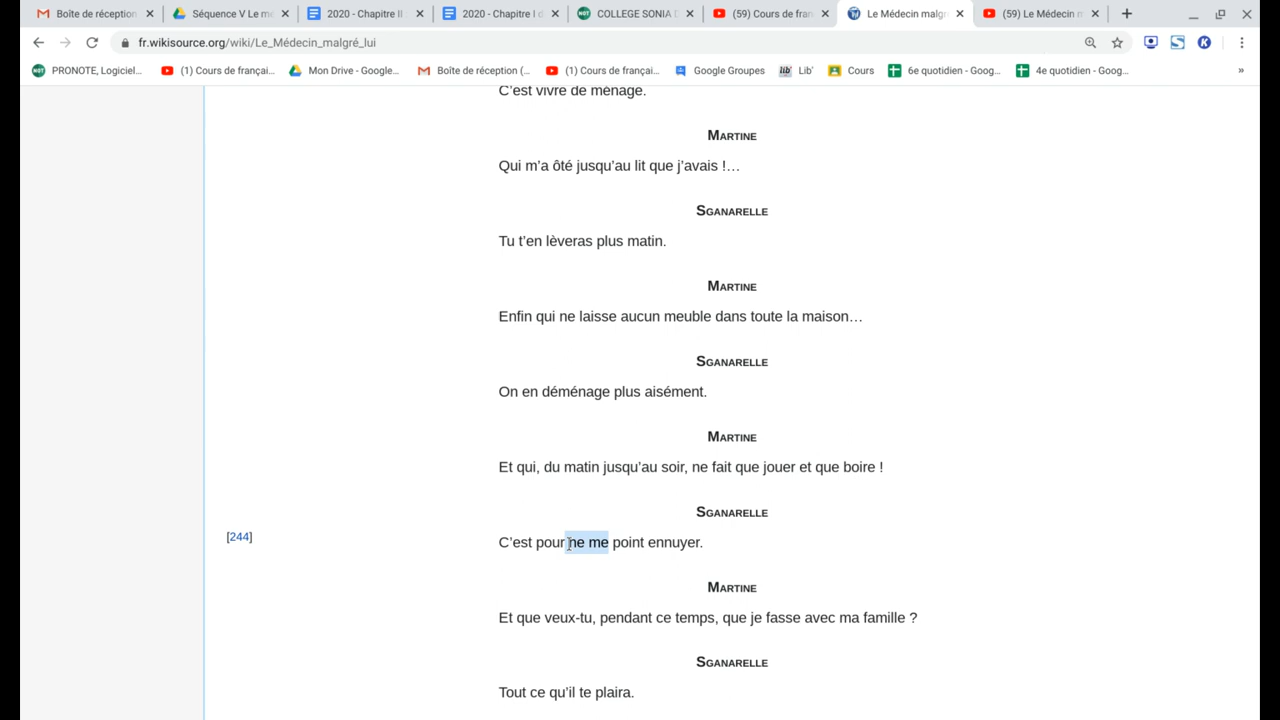 Boîte de réception
Séquence V Le m
2020 - Chapitre II
2020 - Chapitre I d
COLLEGE SONIA D
(59) Cours de fran
Le Médecin malgr
(59) Le Médecin m
fr.wikisource.org/wiki/Le_Médecin_malgré_lui
PRONOTE, Logiciel...
(1) Cours de françai...
Mon Drive - Google...
Boîte de réception (...
(1) Cours de françai...
Google Groupes
lib' Lib'
Cours
6e quotidien - Goog...
4e quotidien - Goog...
»
C’est vivre de ménage.
Martine
Qui m’a ôté jusqu’au lit que j’avais !…
Sganarelle
Tu t’en lèveras plus matin.
Martine
Enfin qui ne laisse aucun meuble dans toute la maison…
Sganarelle
On en déménage plus aisément.
Martine
Et qui, du matin jusqu’au soir, ne fait que jouer et que boire !
Sganarelle
[244]
C’est pour ne me point ennuyer.
Martine
Et que veux-tu, pendant ce temps, que je fasse avec ma famille ?
Sganarelle
Tout ce qu’il te plaira.